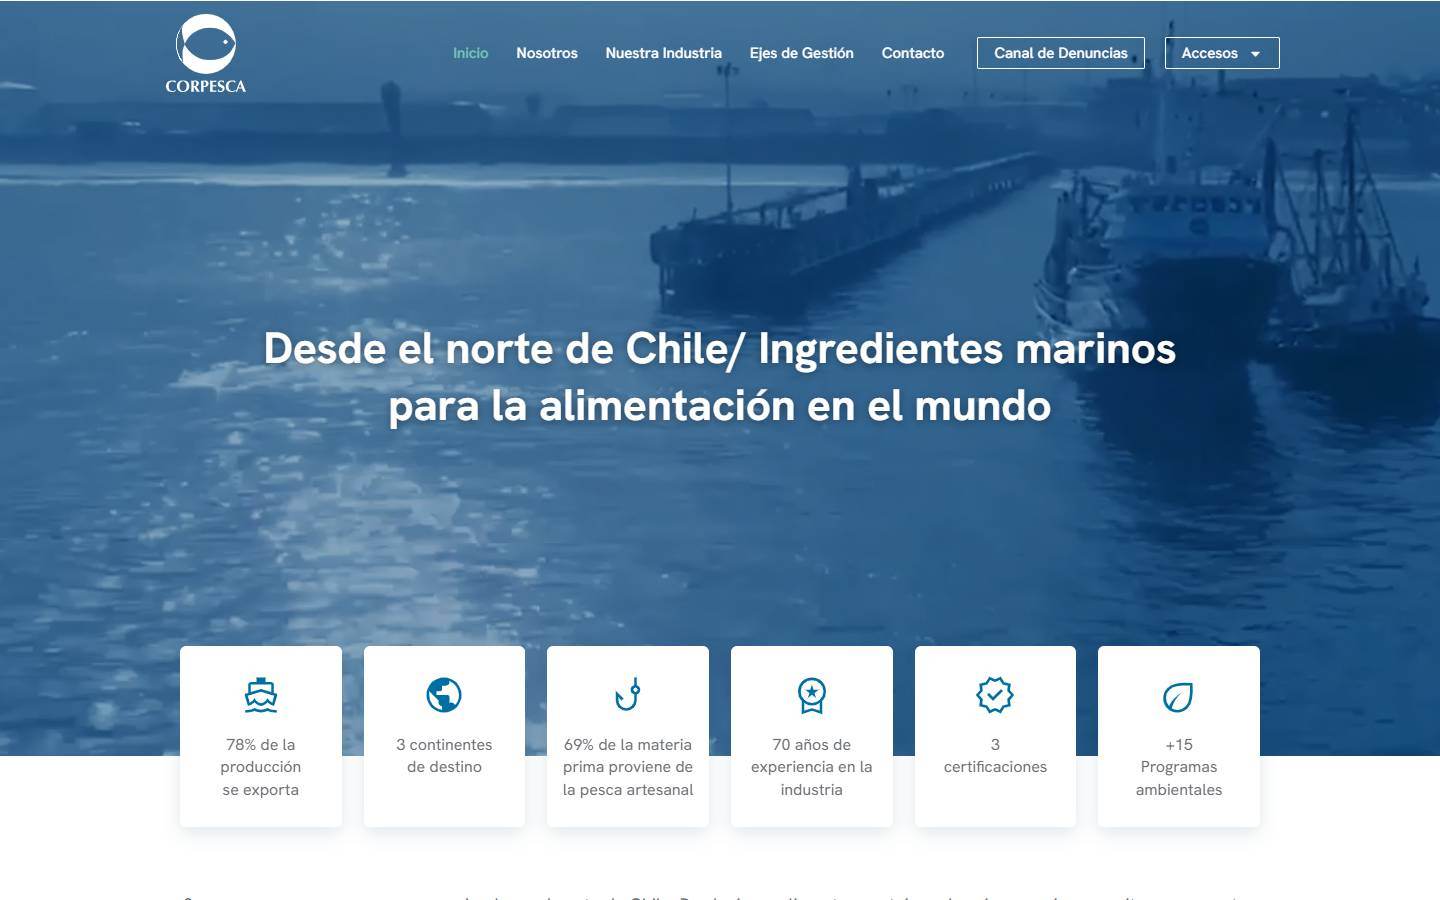 CORPESCA
Inicio
Nosotros
Nuestra Industria
Ejes de Gestión
Contacto
Canal de Denuncias
Accesos
Desde el norte de Chile/ Ingredientes marinos
para la alimentación en el mundo
78% de la
producción
se exporta
3 continentes
de destino
69% de la materia
prima proviene de
la pesca artesanal
70 años de
experiencia en la
industria
3
certificaciones
+15
Programas
ambientales